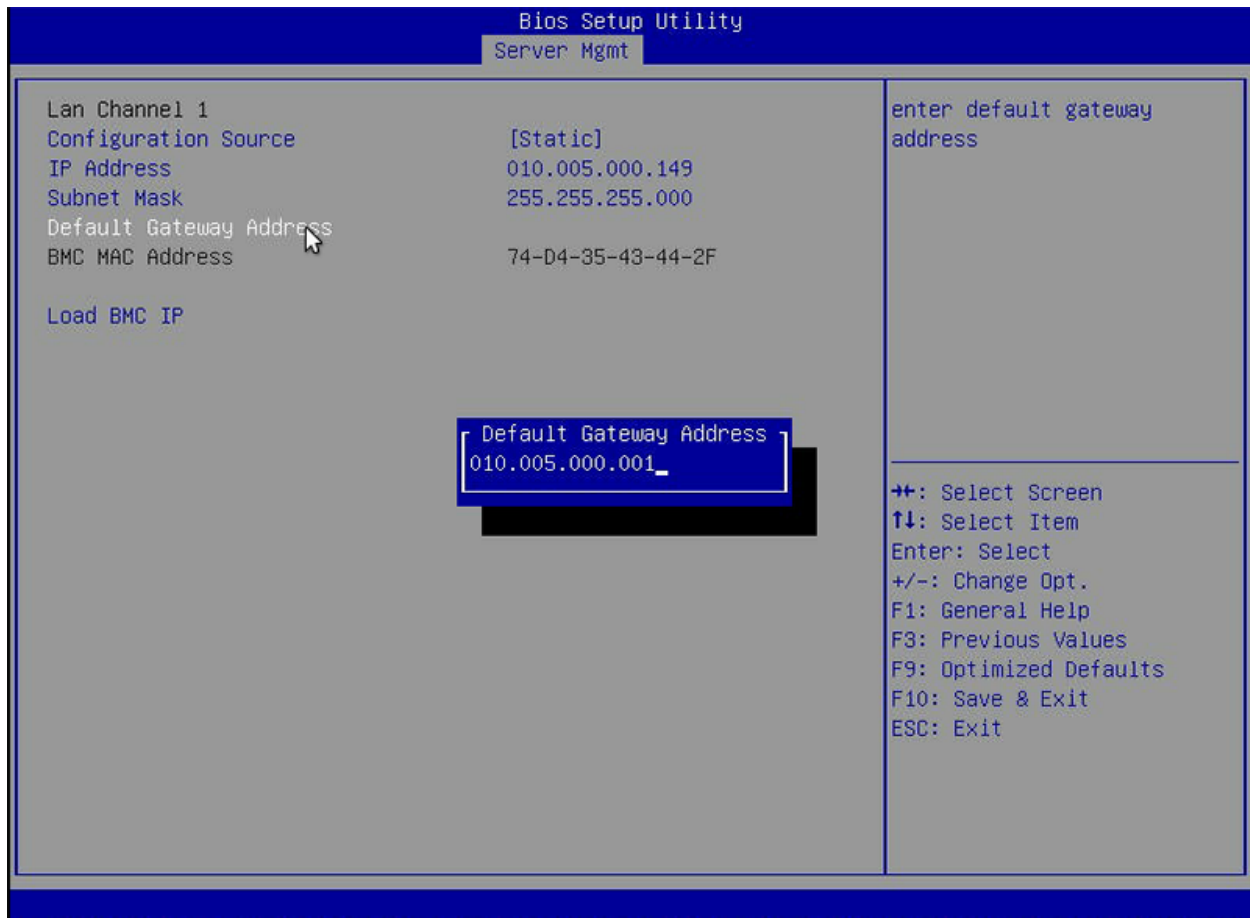 Bios Setup Utility
Server Mgmt
Lan Channel 1
Configuration Source [Static]
IP Address 010.005.000.149
Subnet Mask 255.255.255.000
Default Gateway Address
BMC MAC Address 74-D4-35-43-44-2F
Load BMC IP
Default Gateway Address
010.005.000.001_
enter default gateway
address
→←: Select Screen
↑↓: Select Item
Enter: Select
+/-: Change Opt.
F1: General Help
F3: Previous Values
F9: Optimized Defaults
F10: Save & Exit
ESC: Exit